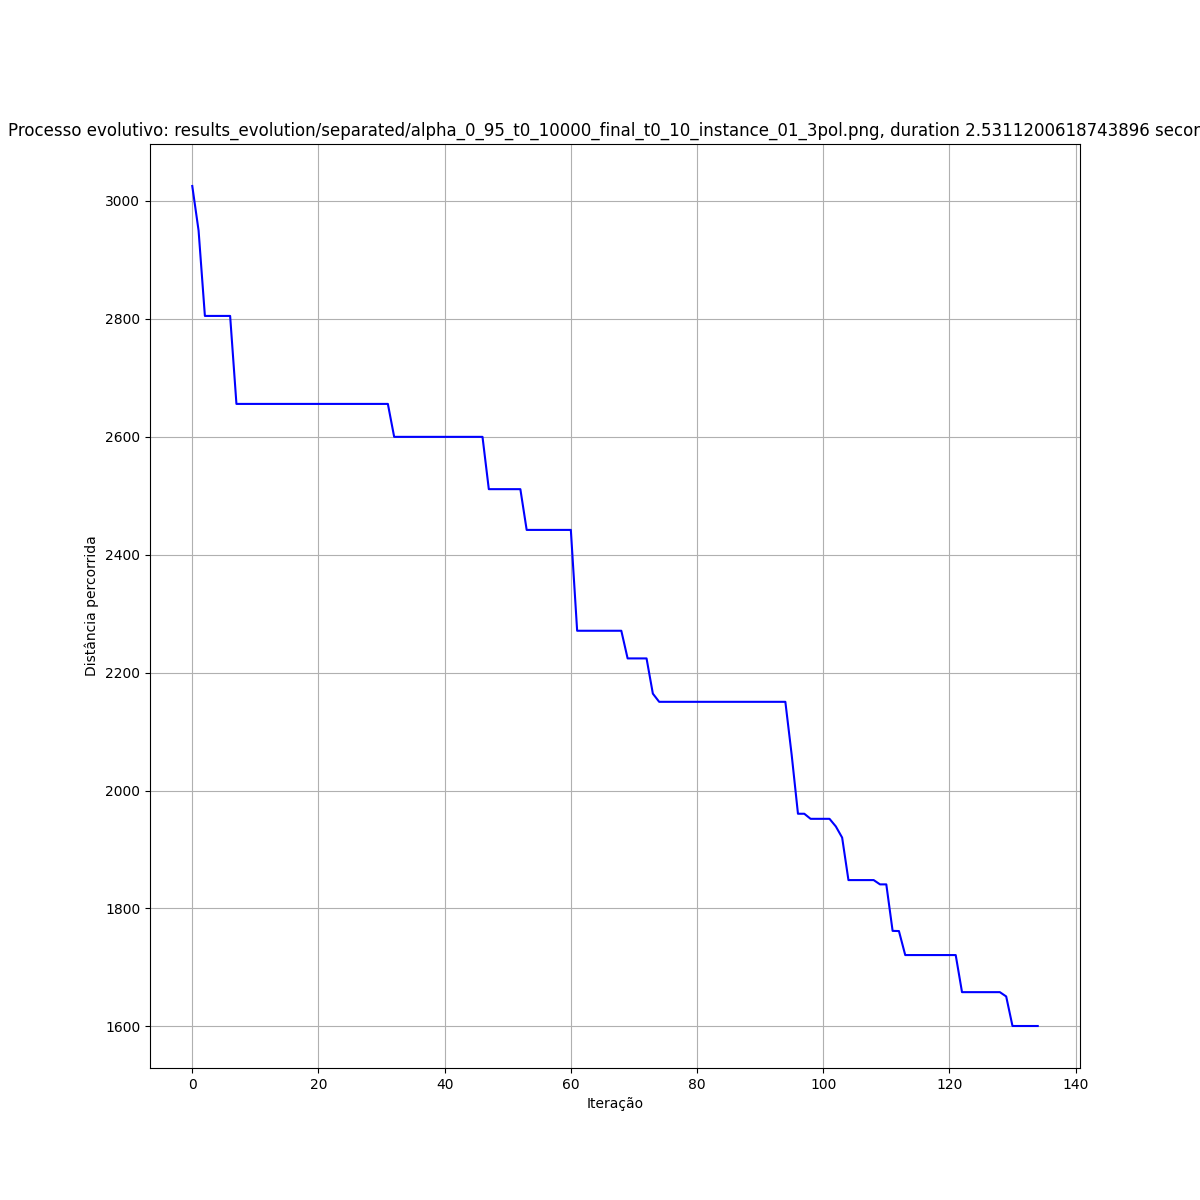 Processo evolutivo: results_evolution/separated/alpha_0_95_t0_10000_final_t0_10_instance_01_3pol.png, duration 2.5311200618743896 secor
3000
2800
2600
2400
2200
2000
1800
1600
Distância percorrida
0 20 40 60 80 100 120 140
Iteração